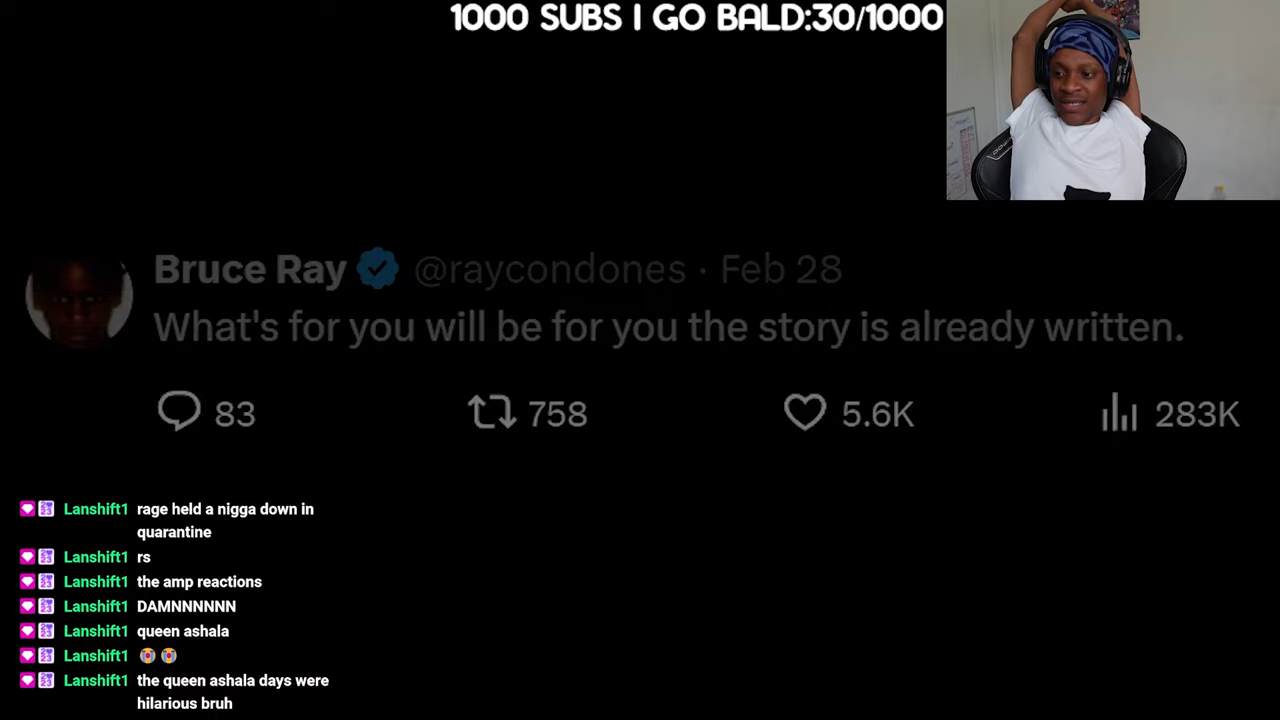 1000 SUBS I GO BALD:30/1000
Bruce Ray @raycondones · Feb 28
What's for you will be for you the story is already written.
83 758 5.6K 283K
Lanshift1 rage held a nigga down in
quarantine
Lanshift1 rs
Lanshift1 the amp reactions
Lanshift1 DAMNNNNNN
Lanshift1 queen ashala
Lanshift1 😭 😭
Lanshift1 the queen ashala days were
hilarious bruh